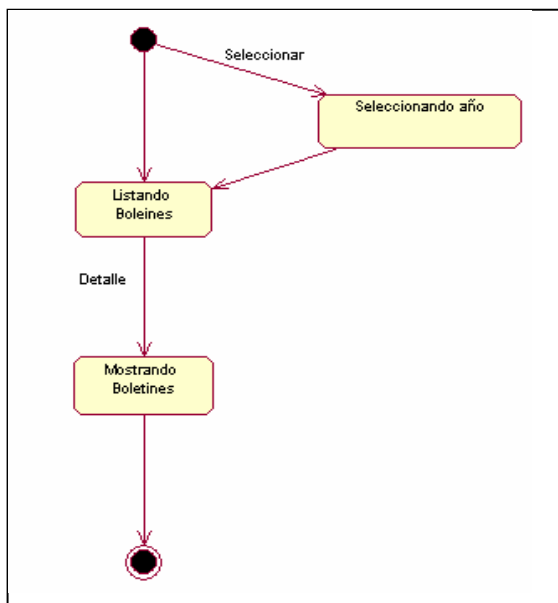 Seleccionar
Seleccionando año
Listando
Boleines
Detalle
Mostrando
Boletines